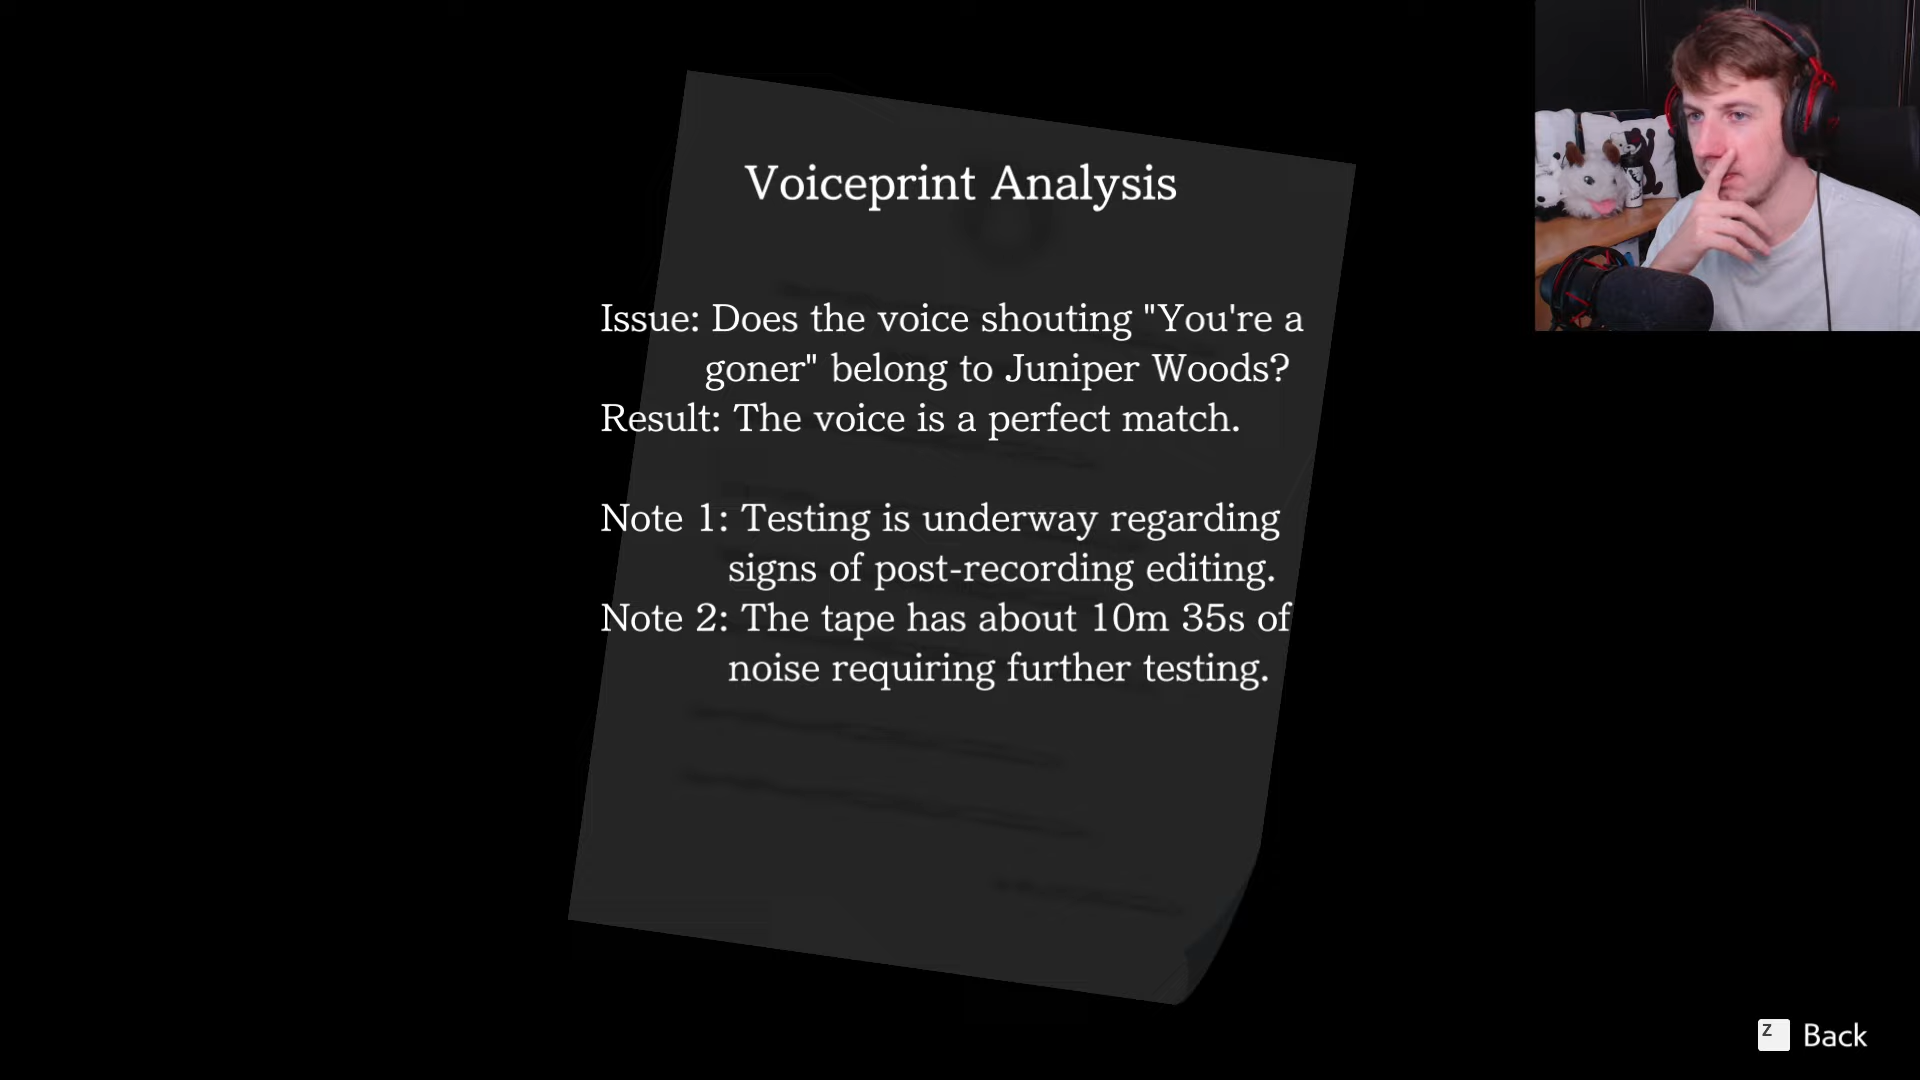 Voiceprint Analysis
Issue: Does the voice shouting "You're a
goner" belong to Juniper Woods?
Result: The voice is a perfect match.
Note 1: Testing is underway regarding
signs of post-recording editing.
Note 2: The tape has about 10m 35s of
noise requiring further testing.
Z Back